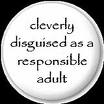 cleverly
disguised as a
responsible
adult